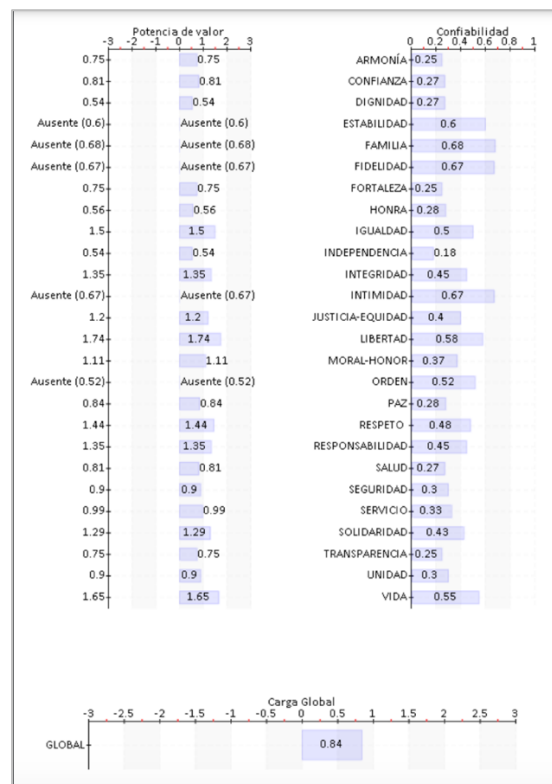 Potencia de valor Confiabilidad
-3 -2 -1 0 1 2 3 0 0.2 0.4 0.6 0.8 1
0.75 0.75 ARMONÍA 0.25
0.81 0.81 CONFIANZA 0.27
0.54 0.54 DIGNIDAD 0.27
Ausente (0.6) Ausente (0.6) ESTABILIDAD 0.6
Ausente (0.68) Ausente (0.68) FAMILIA 0.68
Ausente (0.67) Ausente (0.67) FIDELIDAD 0.67
0.75 0.75 FORTALEZA 0.25
0.56 0.56 HONRA 0.28
1.5 1.5 IGUALDAD 0.5
0.54 0.54 INDEPENDENCIA 0.18
1.35 1.35 INTEGRIDAD 0.45
Ausente (0.67) Ausente (0.67) INTIMIDAD 0.67
1.2 1.2 JUSTICIA-EQUIDAD 0.4
1.74 1.74 LIBERTAD 0.58
1.11 1.11 MORAL-HONOR 0.37
Ausente (0.52) Ausente (0.52) ORDEN 0.52
0.84 0.84 PAZ 0.28
1.44 1.44 RESPETO 0.48
1.35 1.35 RESPONSABILIDAD 0.45
0.81 0.81 SALUD 0.27
0.9 0.9 SEGURIDAD 0.3
0.99 0.99 SERVICIO 0.33
1.29 1.29 SOLIDARIDAD 0.43
0.75 0.75 TRANSPARENCIA 0.25
0.9 0.9 UNIDAD 0.3
1.65 1.65 VIDA 0.55
Carga Global
-3 -2.5 -2 -1.5 -1 -0.5 0 0.5 1 1.5 2 2.5 3
GLOBAL 0.84